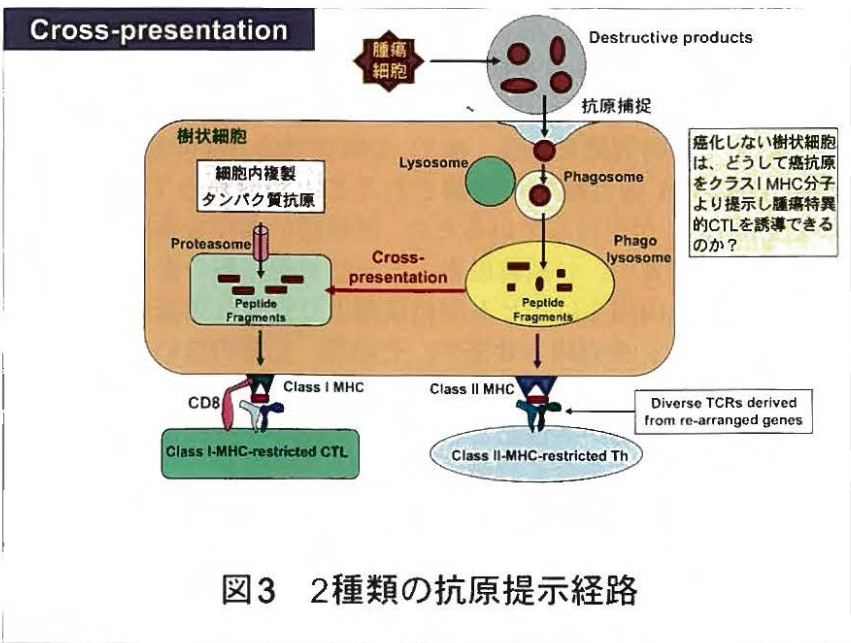 Cross-presentation
腫瘍
細胞
Destructive products
抗原捕捉
樹状細胞
細胞内複製
タンパク質抗原
Lysosome
Phagosome
癌化しない樹状細胞
は、どうして癌抗原
をクラスI MHC分子
より提示し腫瘍特異
的CTLを誘導できる
のか?
Proteasome
Cross-
presentation
Phago
lysosome
Peptide
Fragments
Peptide
Fragments
Class I MHC
Class II MHC
CD8
Diverse TCRs derived
from re-arranged genes
Class I-MHC-restricted CTL
Class II-MHC-restricted Th
図3 2種類の抗原提示経路